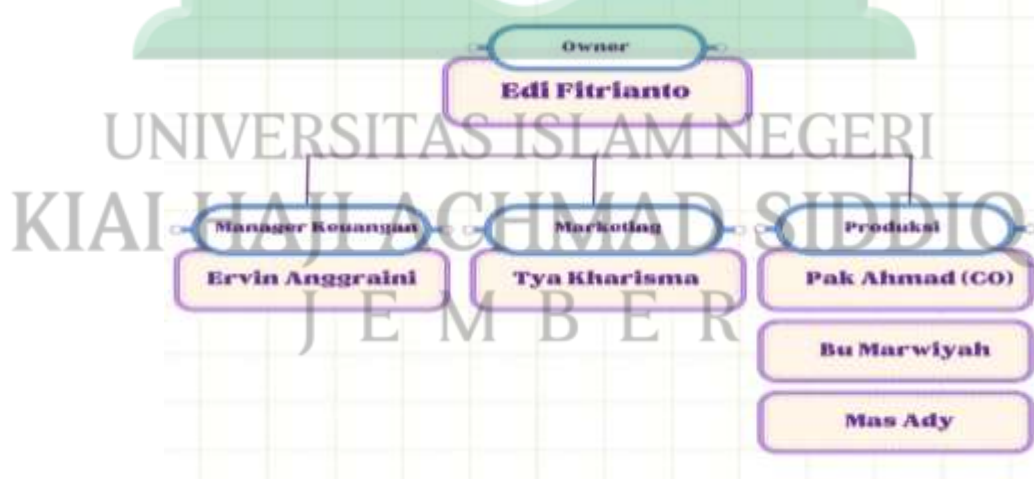 Owner
Edi Fitrianto
UNIVERSITAS ISLAM NEGERI
KIAI HAJI ACHMAD SIDDIQ
JEMBER
Manager Keuangan
Ervin Anggraini
Marketing
Tya Kharisma
Produksi
Pak Ahmad (CO)
Bu Marwiyah
Mas Ady